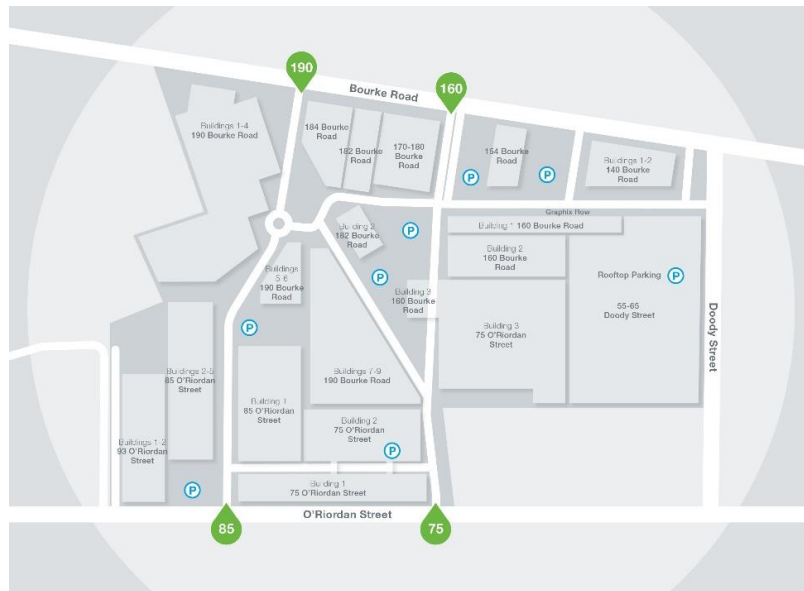 190
Bourke Road
160
Buildings 1-4
190 Bourke Road
184 Bourke
Road
182 Bourke
Road
170-180
Bourke
Road
P
154 Bourke
Road
P
Buildings 1-2
140 Bourke
Road
Graphix Row
Building 2
182 Bourke
Road
P
Building 1 160 Bourke Road
Building 2
160 Bourke
Road
Rooftop Parking P
55-65
Doody Street
Doody Street
Buildings
5-6
190 Bourke
Road
P
Building 3
160 Bourke
Road
P
Building 3
75 O'Riordan
Street
Buildings 2-5
85 O'Riordan
Street
Buildings 7-9
190 Bourke Road
Building 1
85 O'Riordan
Street
Building 2
75 O'Riordan
Street
P
Buildings 1-2
93 O'Riordan
Street
P
Building 1
75 O'Riordan Street
O'Riordan Street
85
75